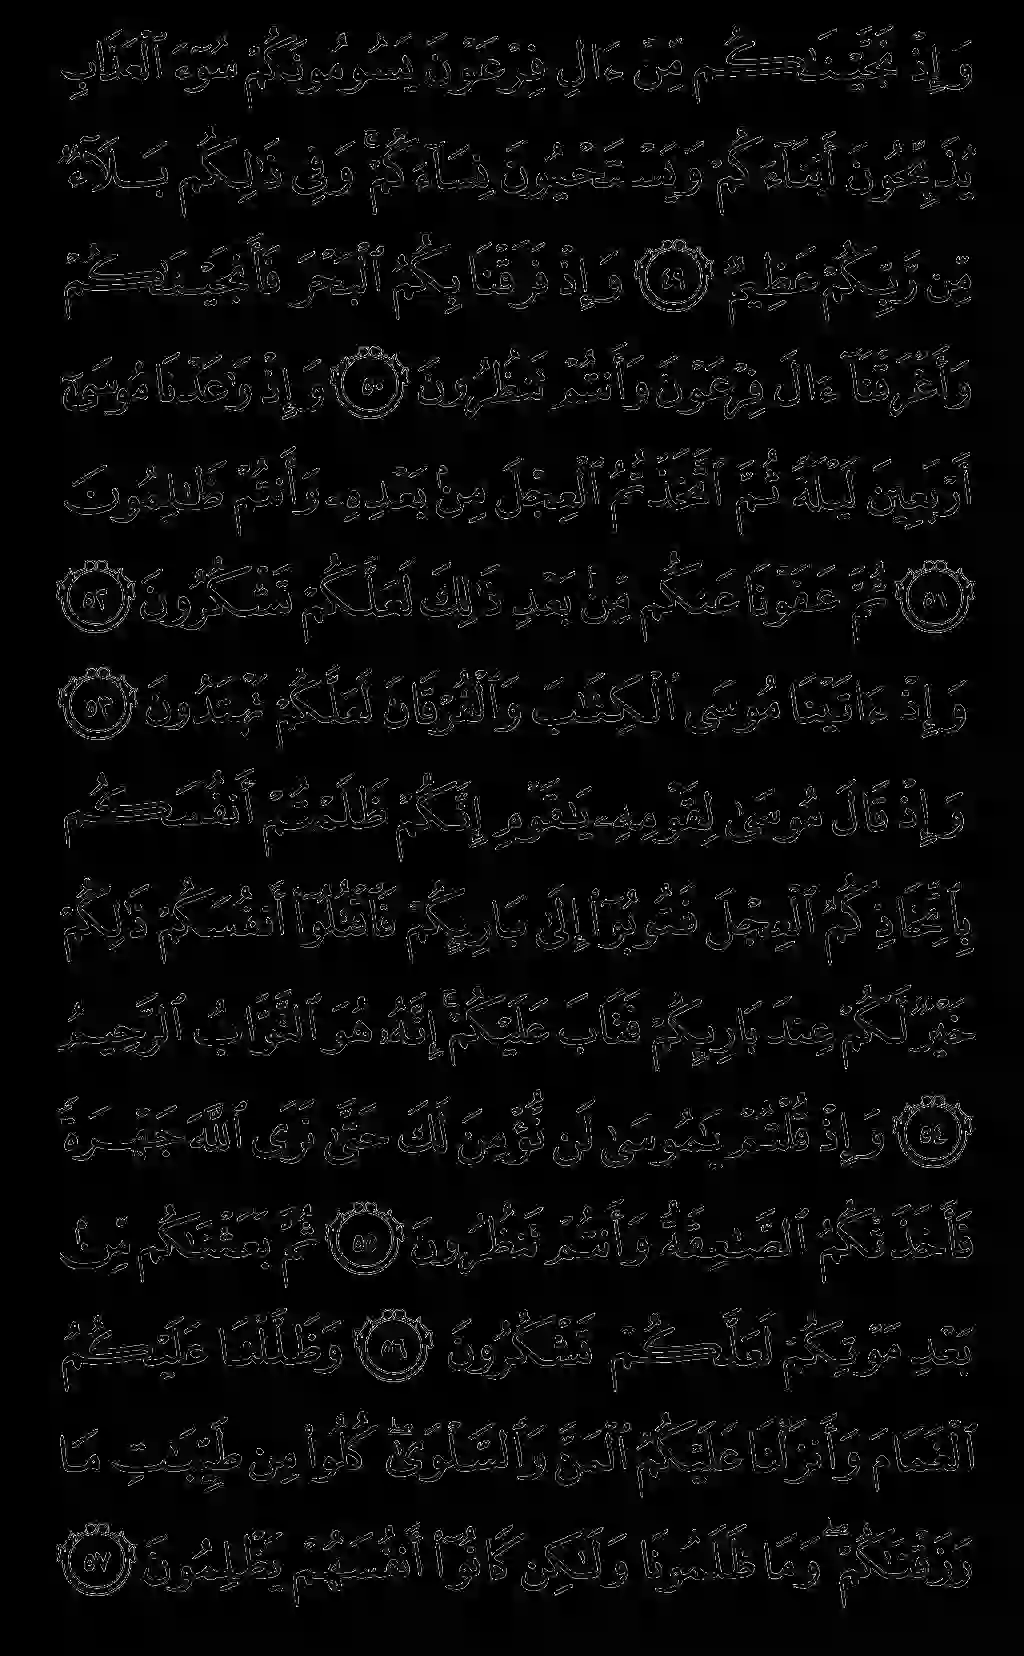 وَإِذْ نَجَّيْنَٰكُم مِّنْ ءَالِ فِرْعَوْنَ يَسُومُونَكُمْ سُوٓءَ ٱلْعَذَابِ
يُذَبِّحُونَ أَبْنَآءَكُمْ وَيَسْتَحْيُونَ نِسَآءَكُمْ ۚ وَفِى ذَٰلِكُم بَلَآءٌ
مِّن رَّبِّكُمْ عَظِيمٌ ٤٩ وَإِذْ فَرَقْنَا بِكُمُ ٱلْبَحْرَ فَأَنجَيْنَٰكُمْ
وَأَغْرَقْنَآ ءَالَ فِرْعَوْنَ وَأَنتُمْ تَنظُرُونَ ٥٠ وَإِذْ وَٰعَدْنَا مُوسَىٰٓ
أَرْبَعِينَ لَيْلَةً ثُمَّ ٱتَّخَذْتُمُ ٱلْعِجْلَ مِنۢ بَعْدِهِۦ وَأَنتُمْ ظَٰلِمُونَ
٥١ ثُمَّ عَفَوْنَا عَنكُم مِّنۢ بَعْدِ ذَٰلِكَ لَعَلَّكُمْ تَشْكُرُونَ ٥٢
وَإِذْ ءَاتَيْنَا مُوسَى ٱلْكِتَٰبَ وَٱلْفُرْقَانَ لَعَلَّكُمْ تَهْتَدُونَ ٥٣
وَإِذْ قَالَ مُوسَىٰ لِقَوْمِهِۦ يَٰقَوْمِ إِنَّكُمْ ظَلَمْتُمْ أَنفُسَكُم
بِٱتِّخَاذِكُمُ ٱلْعِجْلَ فَتُوبُوٓا۟ إِلَىٰ بَارِئِكُمْ فَٱقْتُلُوٓا۟ أَنفُسَكُمْ ذَٰلِكُمْ
خَيْرٌ لَّكُمْ عِندَ بَارِئِكُمْ فَتَابَ عَلَيْكُمْ ۚ إِنَّهُۥ هُوَ ٱلتَّوَّابُ ٱلرَّحِيمُ
٥٤ وَإِذْ قُلْتُمْ يَٰمُوسَىٰ لَن نُّؤْمِنَ لَكَ حَتَّىٰ نَرَى ٱللَّهَ جَهْرَةً
فَأَخَذَتْكُمُ ٱلصَّٰعِقَةُ وَأَنتُمْ تَنظُرُونَ ٥٥ ثُمَّ بَعَثْنَٰكُم مِّنۢ
بَعْدِ مَوْتِكُمْ لَعَلَّكُمْ تَشْكُرُونَ ٥٦ وَظَلَّلْنَا عَلَيْكُمُ
ٱلْغَمَامَ وَأَنزَلْنَا عَلَيْكُمُ ٱلْمَنَّ وَٱلسَّلْوَىٰ ۖ كُلُوا۟ مِن طَيِّبَٰتِ مَا
رَزَقْنَٰكُمْ ۖ وَمَا ظَلَمُونَا وَلَٰكِن كَانُوٓا۟ أَنفُسَهُمْ يَظْلِمُونَ ٥٧